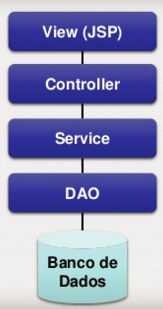 View (JSP)
Controller
Service
DAO
Banco de
Dados